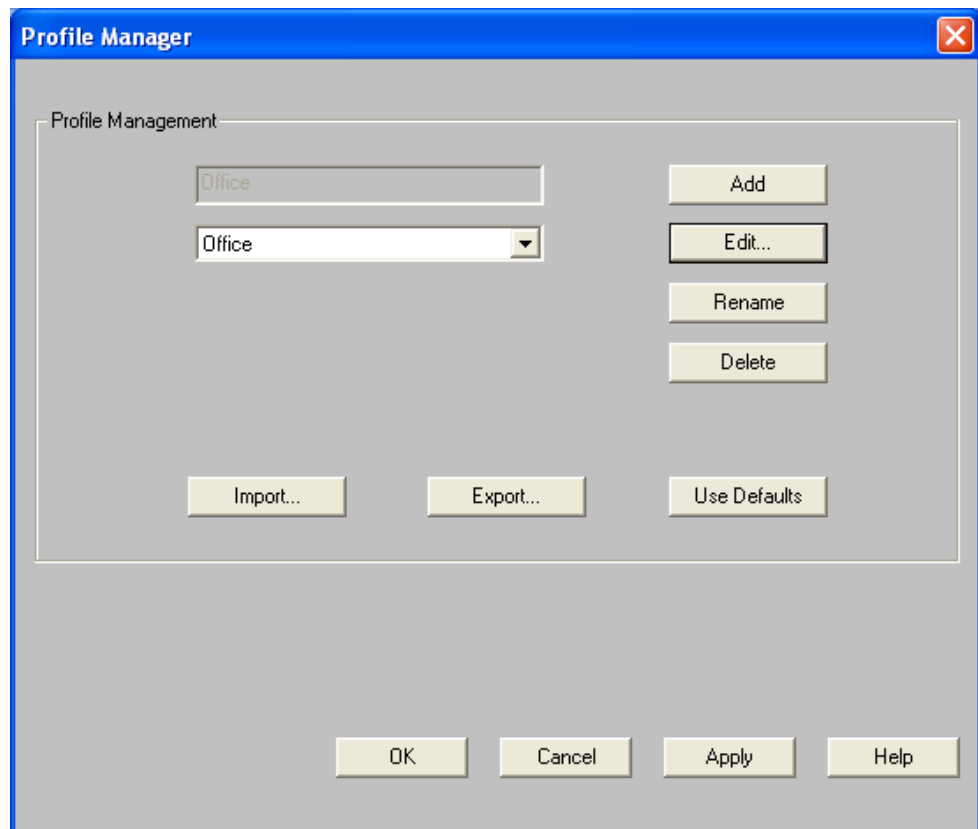 Profile Manager
Profile Management
Office
Add
Office
Edit...
Rename
Delete
Import...
Export...
Use Defaults
OK
Cancel
Apply
Help